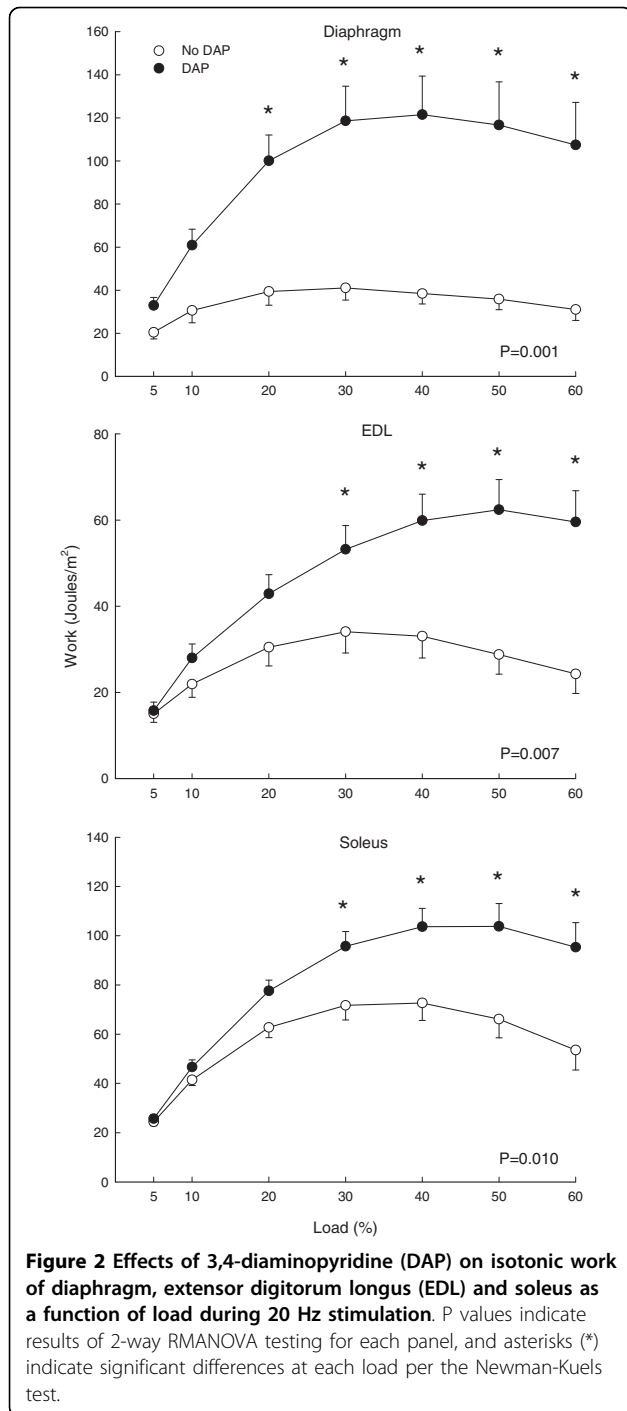 Diaphragm
No DAP
DAP
160
140
120
100
80
60
40
20
0
* * * * *
P=0.001
5 10 20 30 40 50 60
EDL
80
60
40
20
0
* * * *
P=0.007
5 10 20 30 40 50 60
Work (Joules/m²)
Soleus
140
120
100
80
60
40
20
0
* * * *
P=0.010
5 10 20 30 40 50 60
Load (%)
Figure 2 Effects of 3,4-diaminopyridine (DAP) on isotonic work
of diaphragm, extensor digitorum longus (EDL) and soleus as
a function of load during 20 Hz stimulation. P values indicate
results of 2-way RMANOVA testing for each panel, and asterisks (*)
indicate significant differences at each load per the Newman-Kuels
test.